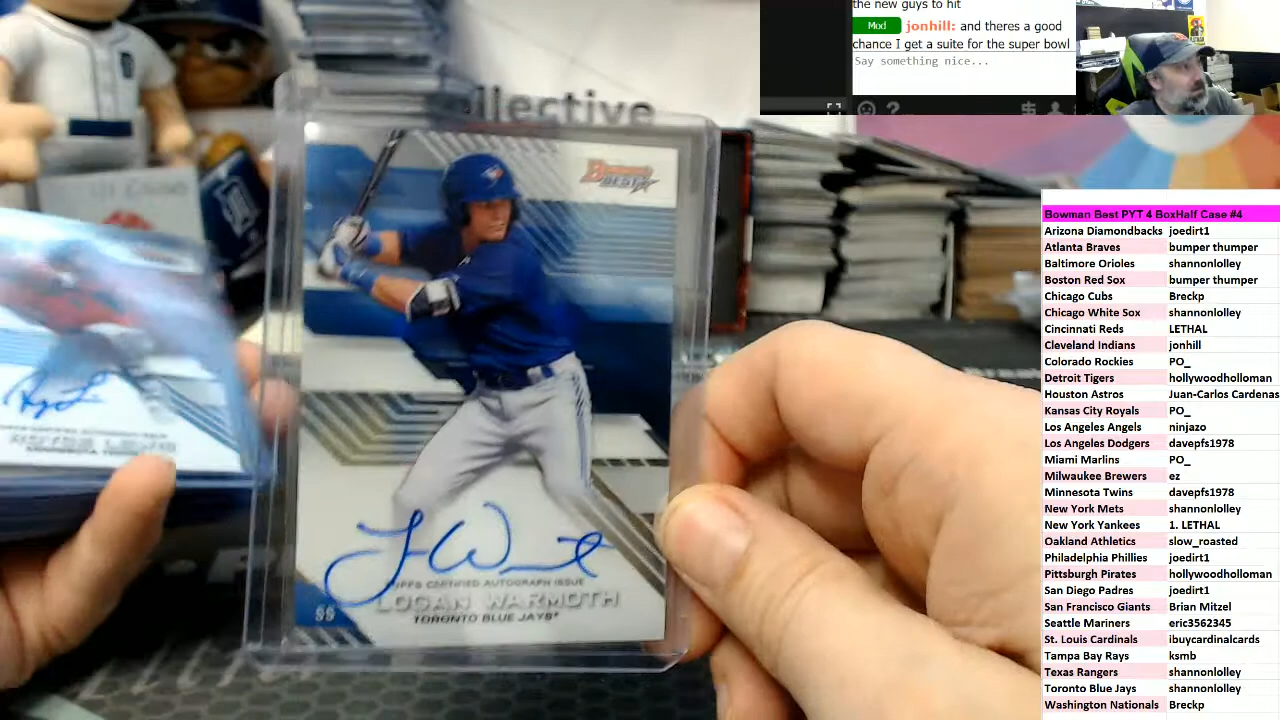 the new guys to hit
Mod jonhill: and theres a good
chance I get a suite for the super bowl
Say something nice...
llective
BOWMAN'S
BEST
TOPPS CERTIFIED AUTOGRAPH ISSUE
LOGAN WARMOTH
SS
TORONTO BLUE JAYS
Bowman Best PYT 4 BoxHalf Case #4
Arizona Diamondbacks joedirt1
Atlanta Braves bumper thumper
Baltimore Orioles shannonlolley
Boston Red Sox bumper thumper
Chicago Cubs Breckp
Chicago White Sox shannonlolley
Cincinnati Reds LETHAL
Cleveland Indians jonhill
Colorado Rockies PO_
Detroit Tigers hollywoodholloman
Houston Astros Juan-Carlos Cardenas
Kansas City Royals PO_
Los Angeles Angels ninjazo
Los Angeles Dodgers davepfs1978
Miami Marlins PO_
Milwaukee Brewers ez
Minnesota Twins davepfs1978
New York Mets shannonlolley
New York Yankees 1. LETHAL
Oakland Athletics slow_roasted
Philadelphia Phillies joedirt1
Pittsburgh Pirates hollywoodholloman
San Diego Padres joedirt1
San Francisco Giants Brian Mitzel
Seattle Mariners eric3562345
St. Louis Cardinals ibuycardinalcards
Tampa Bay Rays ksmb
Texas Rangers shannonlolley
Toronto Blue Jays shannonlolley
Washington Nationals Breckp